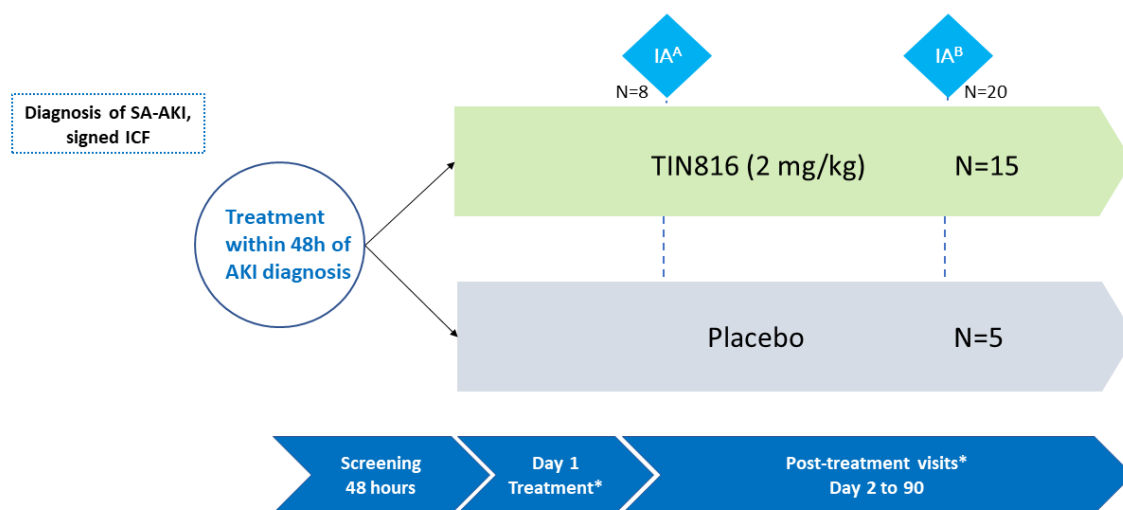 IAᴬ
IAᴮ
N=8
N=20
Diagnosis of SA-AKI,
signed ICF
TIN816 (2 mg/kg) N=15
Treatment
within 48h of
AKI diagnosis
Placebo N=5
Screening
48 hours
Day 1
Treatment*
Post-treatment visits*
Day 2 to 90